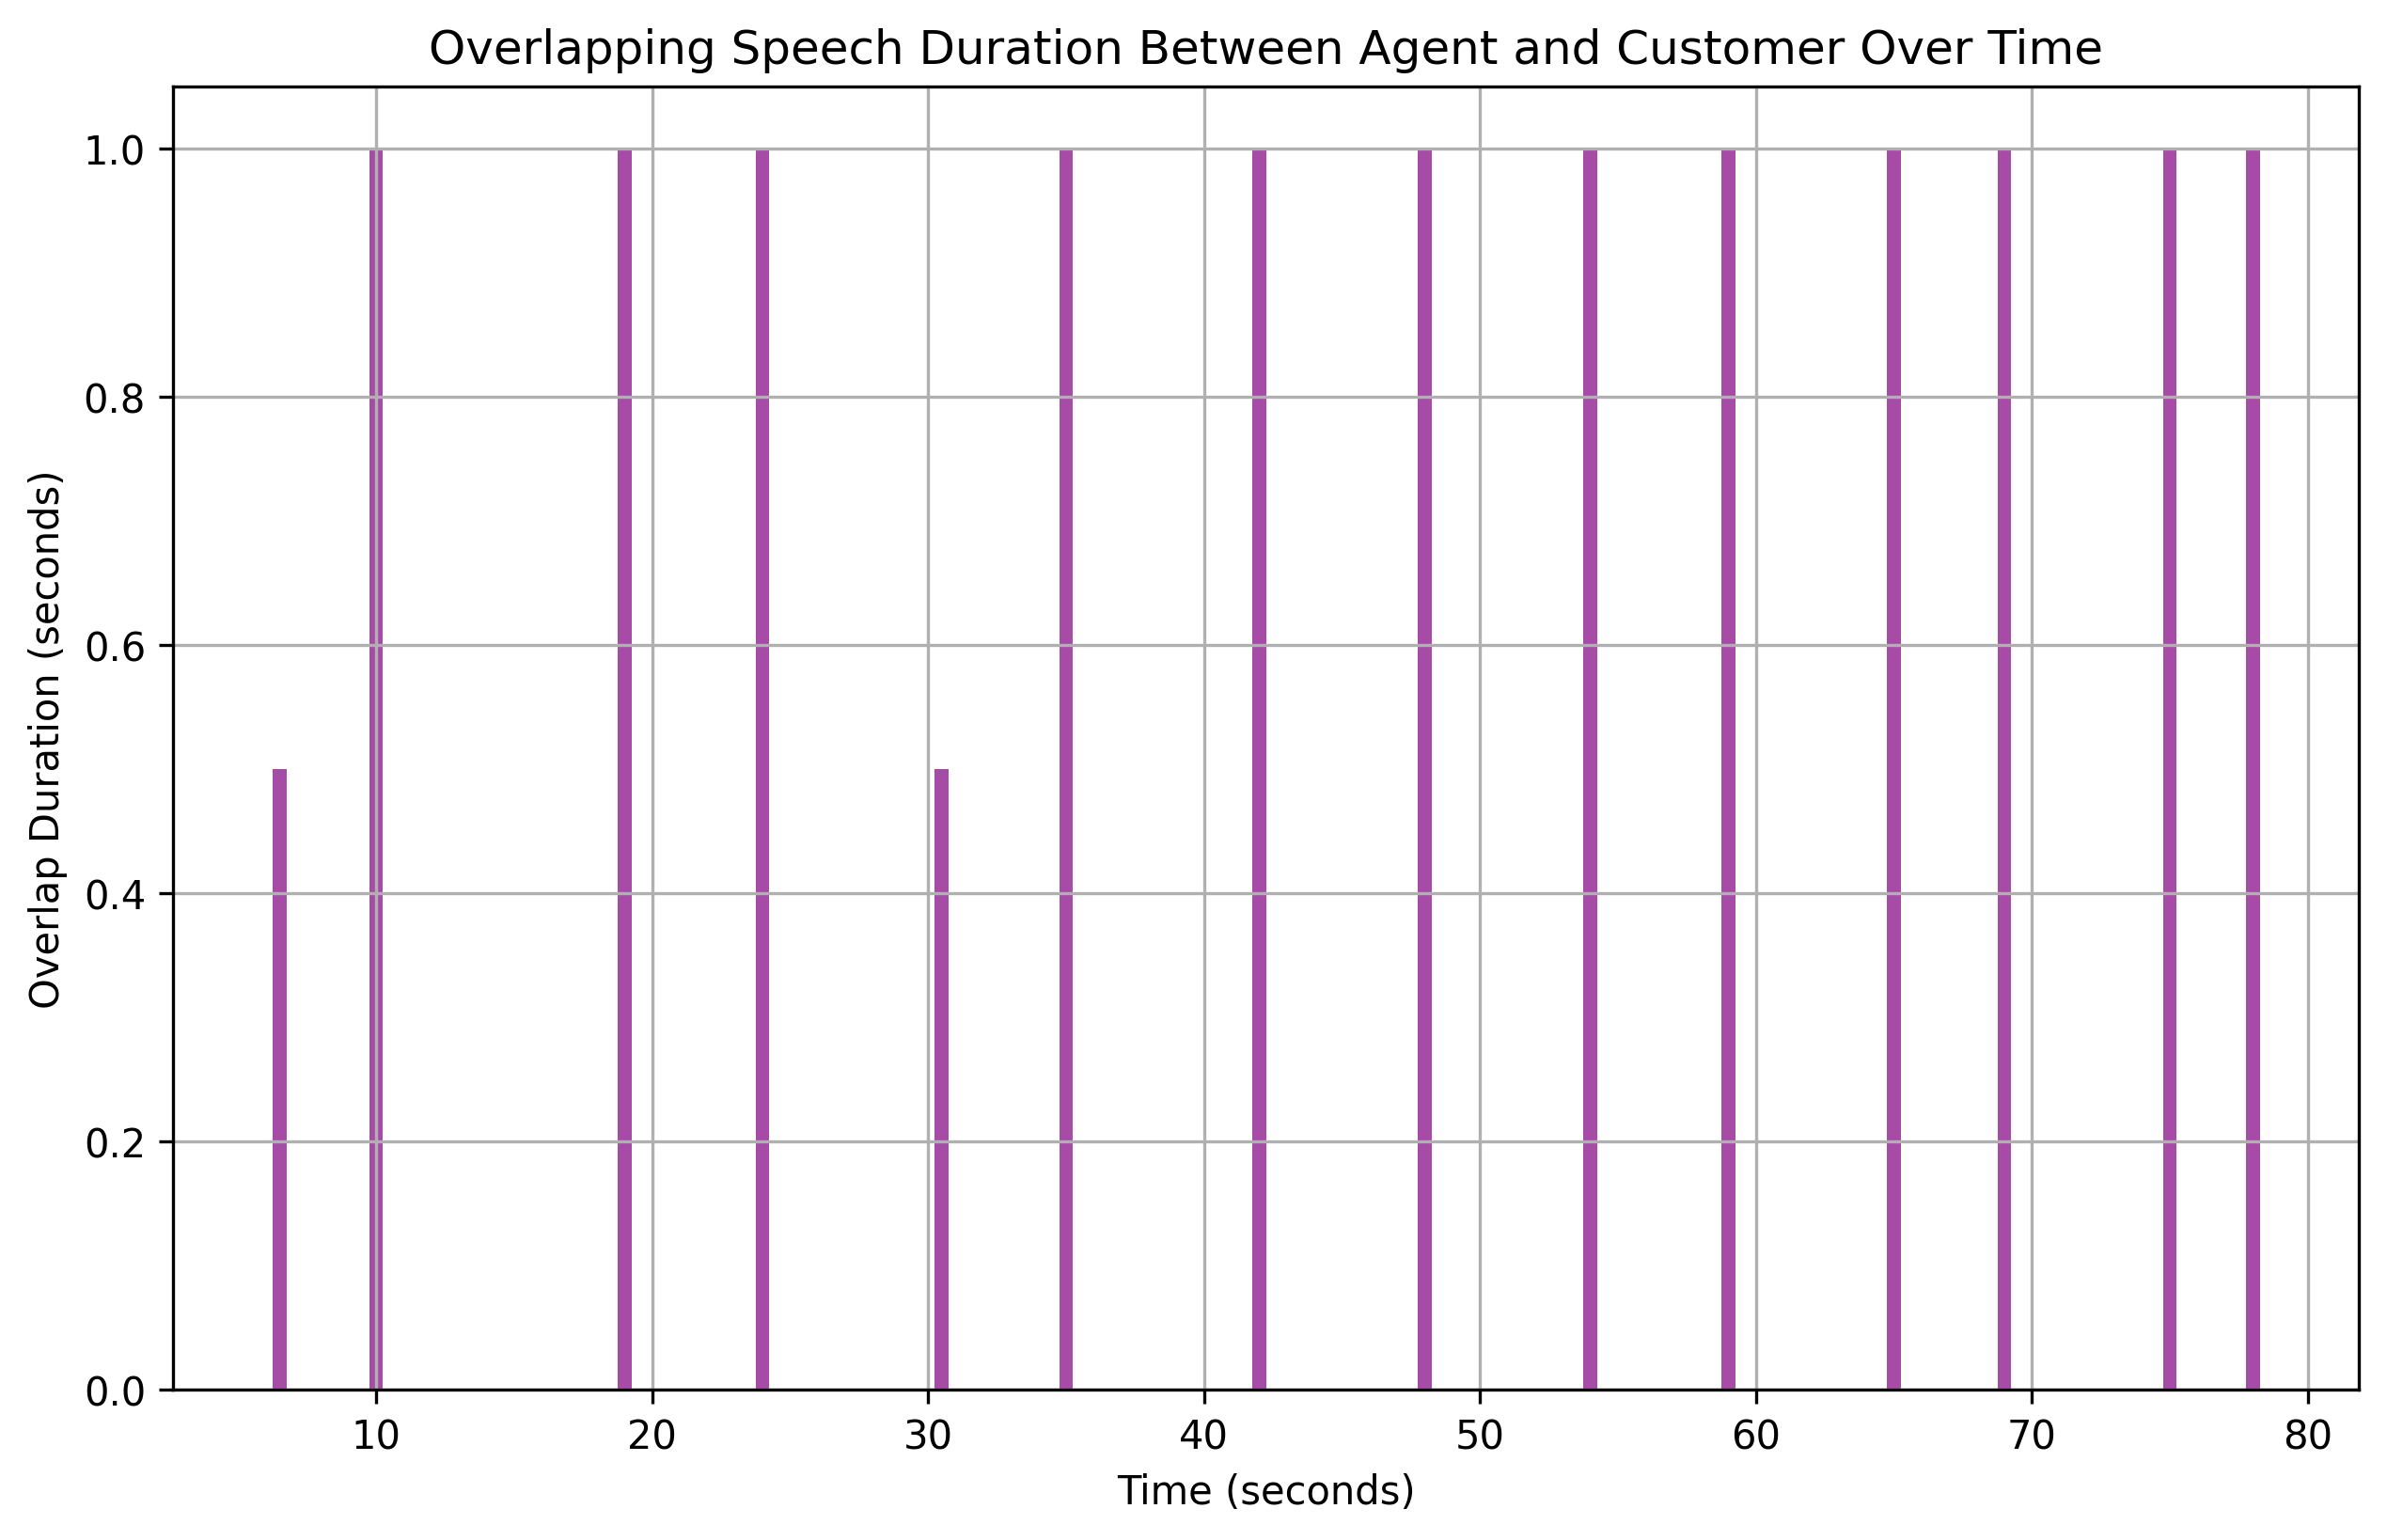 Overlapping Speech Duration Between Agent and Customer Over Time
Overlap Duration (seconds)
1.0
0.8
0.6
0.4
0.2
0.0
10 20 30 40 50 60 70 80
Time (seconds)